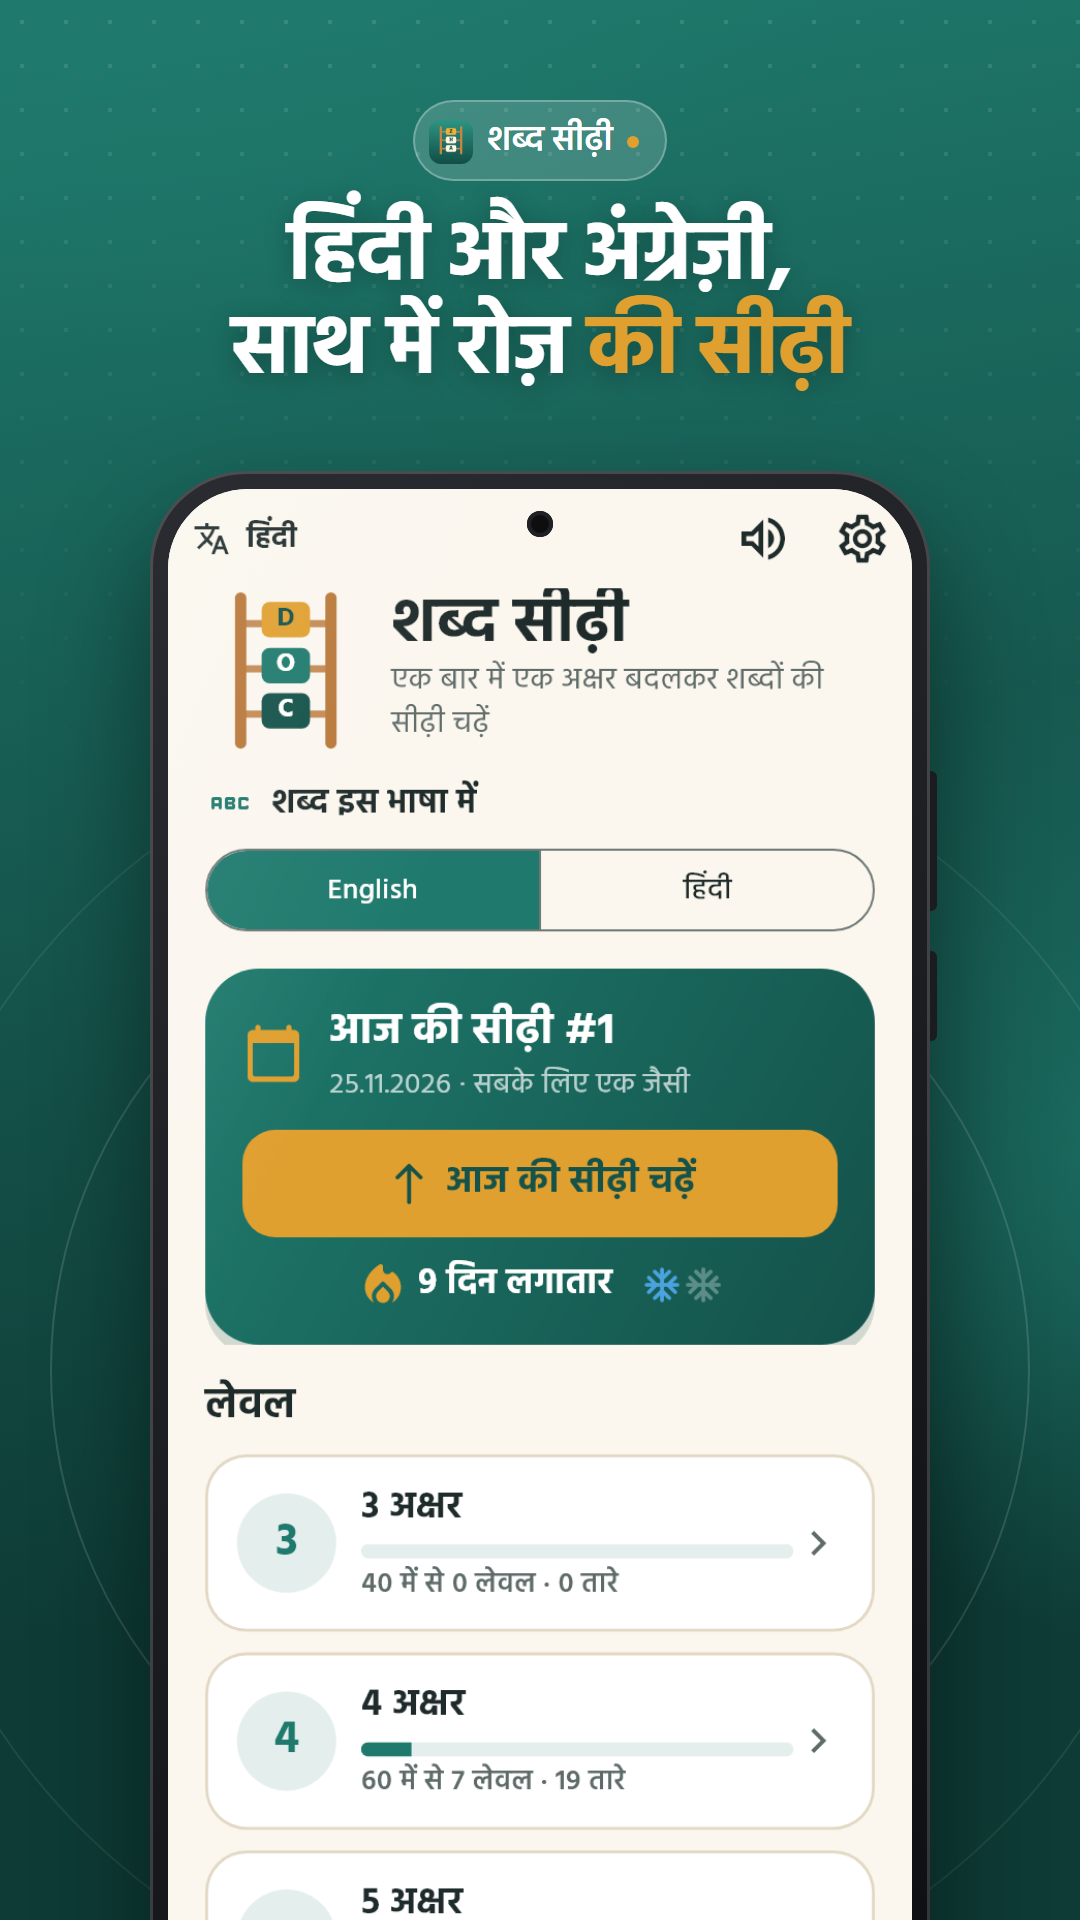 शब्द सीढ़ी
हिंदी और अंग्रेज़ी,
साथ में रोज़ की सीढ़ी
हिंदी
D
O
C
शब्द सीढ़ी
एक बार में एक अक्षर बदलकर शब्दों की
सीढ़ी चढ़ें
ABC शब्द इस भाषा में
English
हिंदी
आज की सीढ़ी #1
25.11.2026 · सबके लिए एक जैसी
आज की सीढ़ी चढ़ें
9 दिन लगातार
लेवल
3
3 अक्षर
40 में से 0 लेवल · 0 तारे
4
4 अक्षर
60 में से 7 लेवल · 19 तारे
5 अक्षर